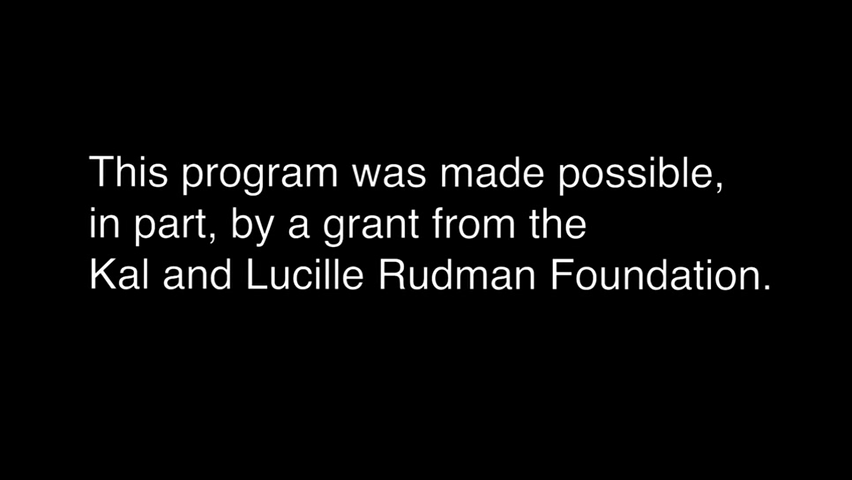 This program was made possible,
in part, by a grant from the
Kal and Lucille Rudman Foundation.